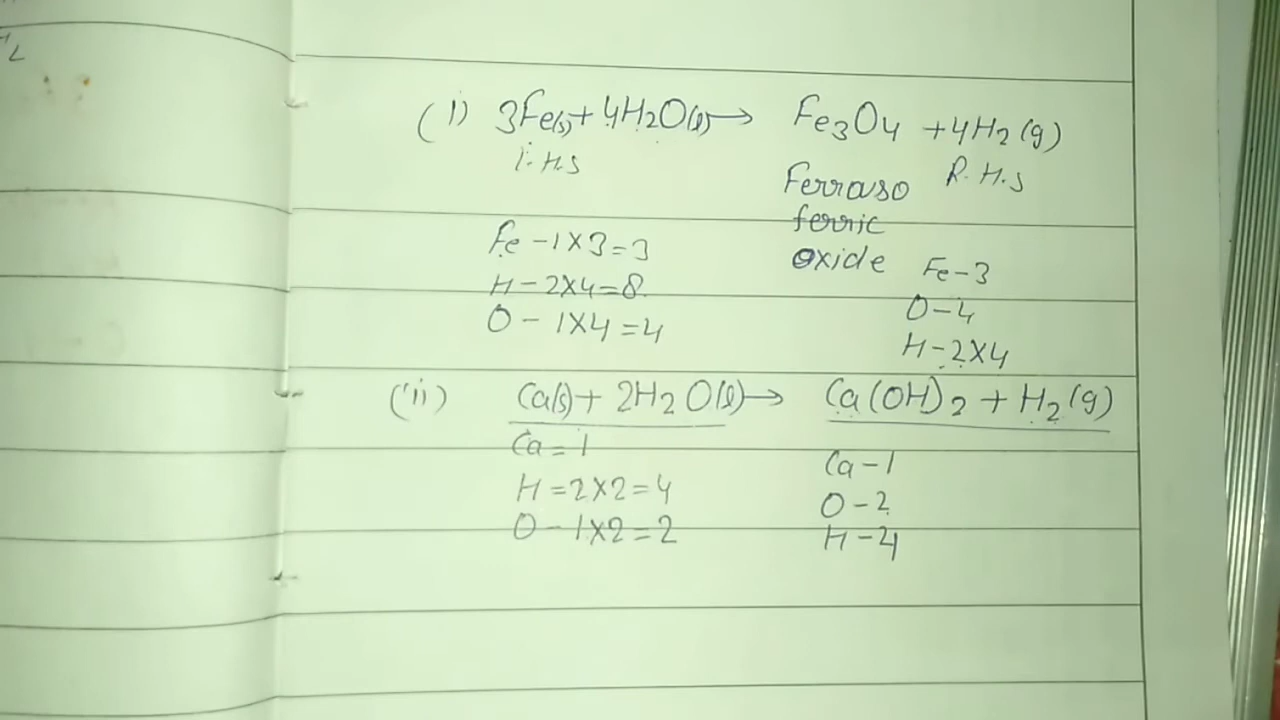 (i) 3Fe(s)+4H2O(l)→ Fe3O4 +4H2(g)
L.H.S R.H.S
Ferraso
ferric
oxide
Fe-1×3=3
H-2×4=8
O-1×4=4
Fe-3
O-4
H-2×4
(ii) Ca(s)+ 2H2O(l)→ Ca(OH)2+H2(g)
Ca=1
H=2×2=4
O-1×2=2
Ca-1
O-2
H-4